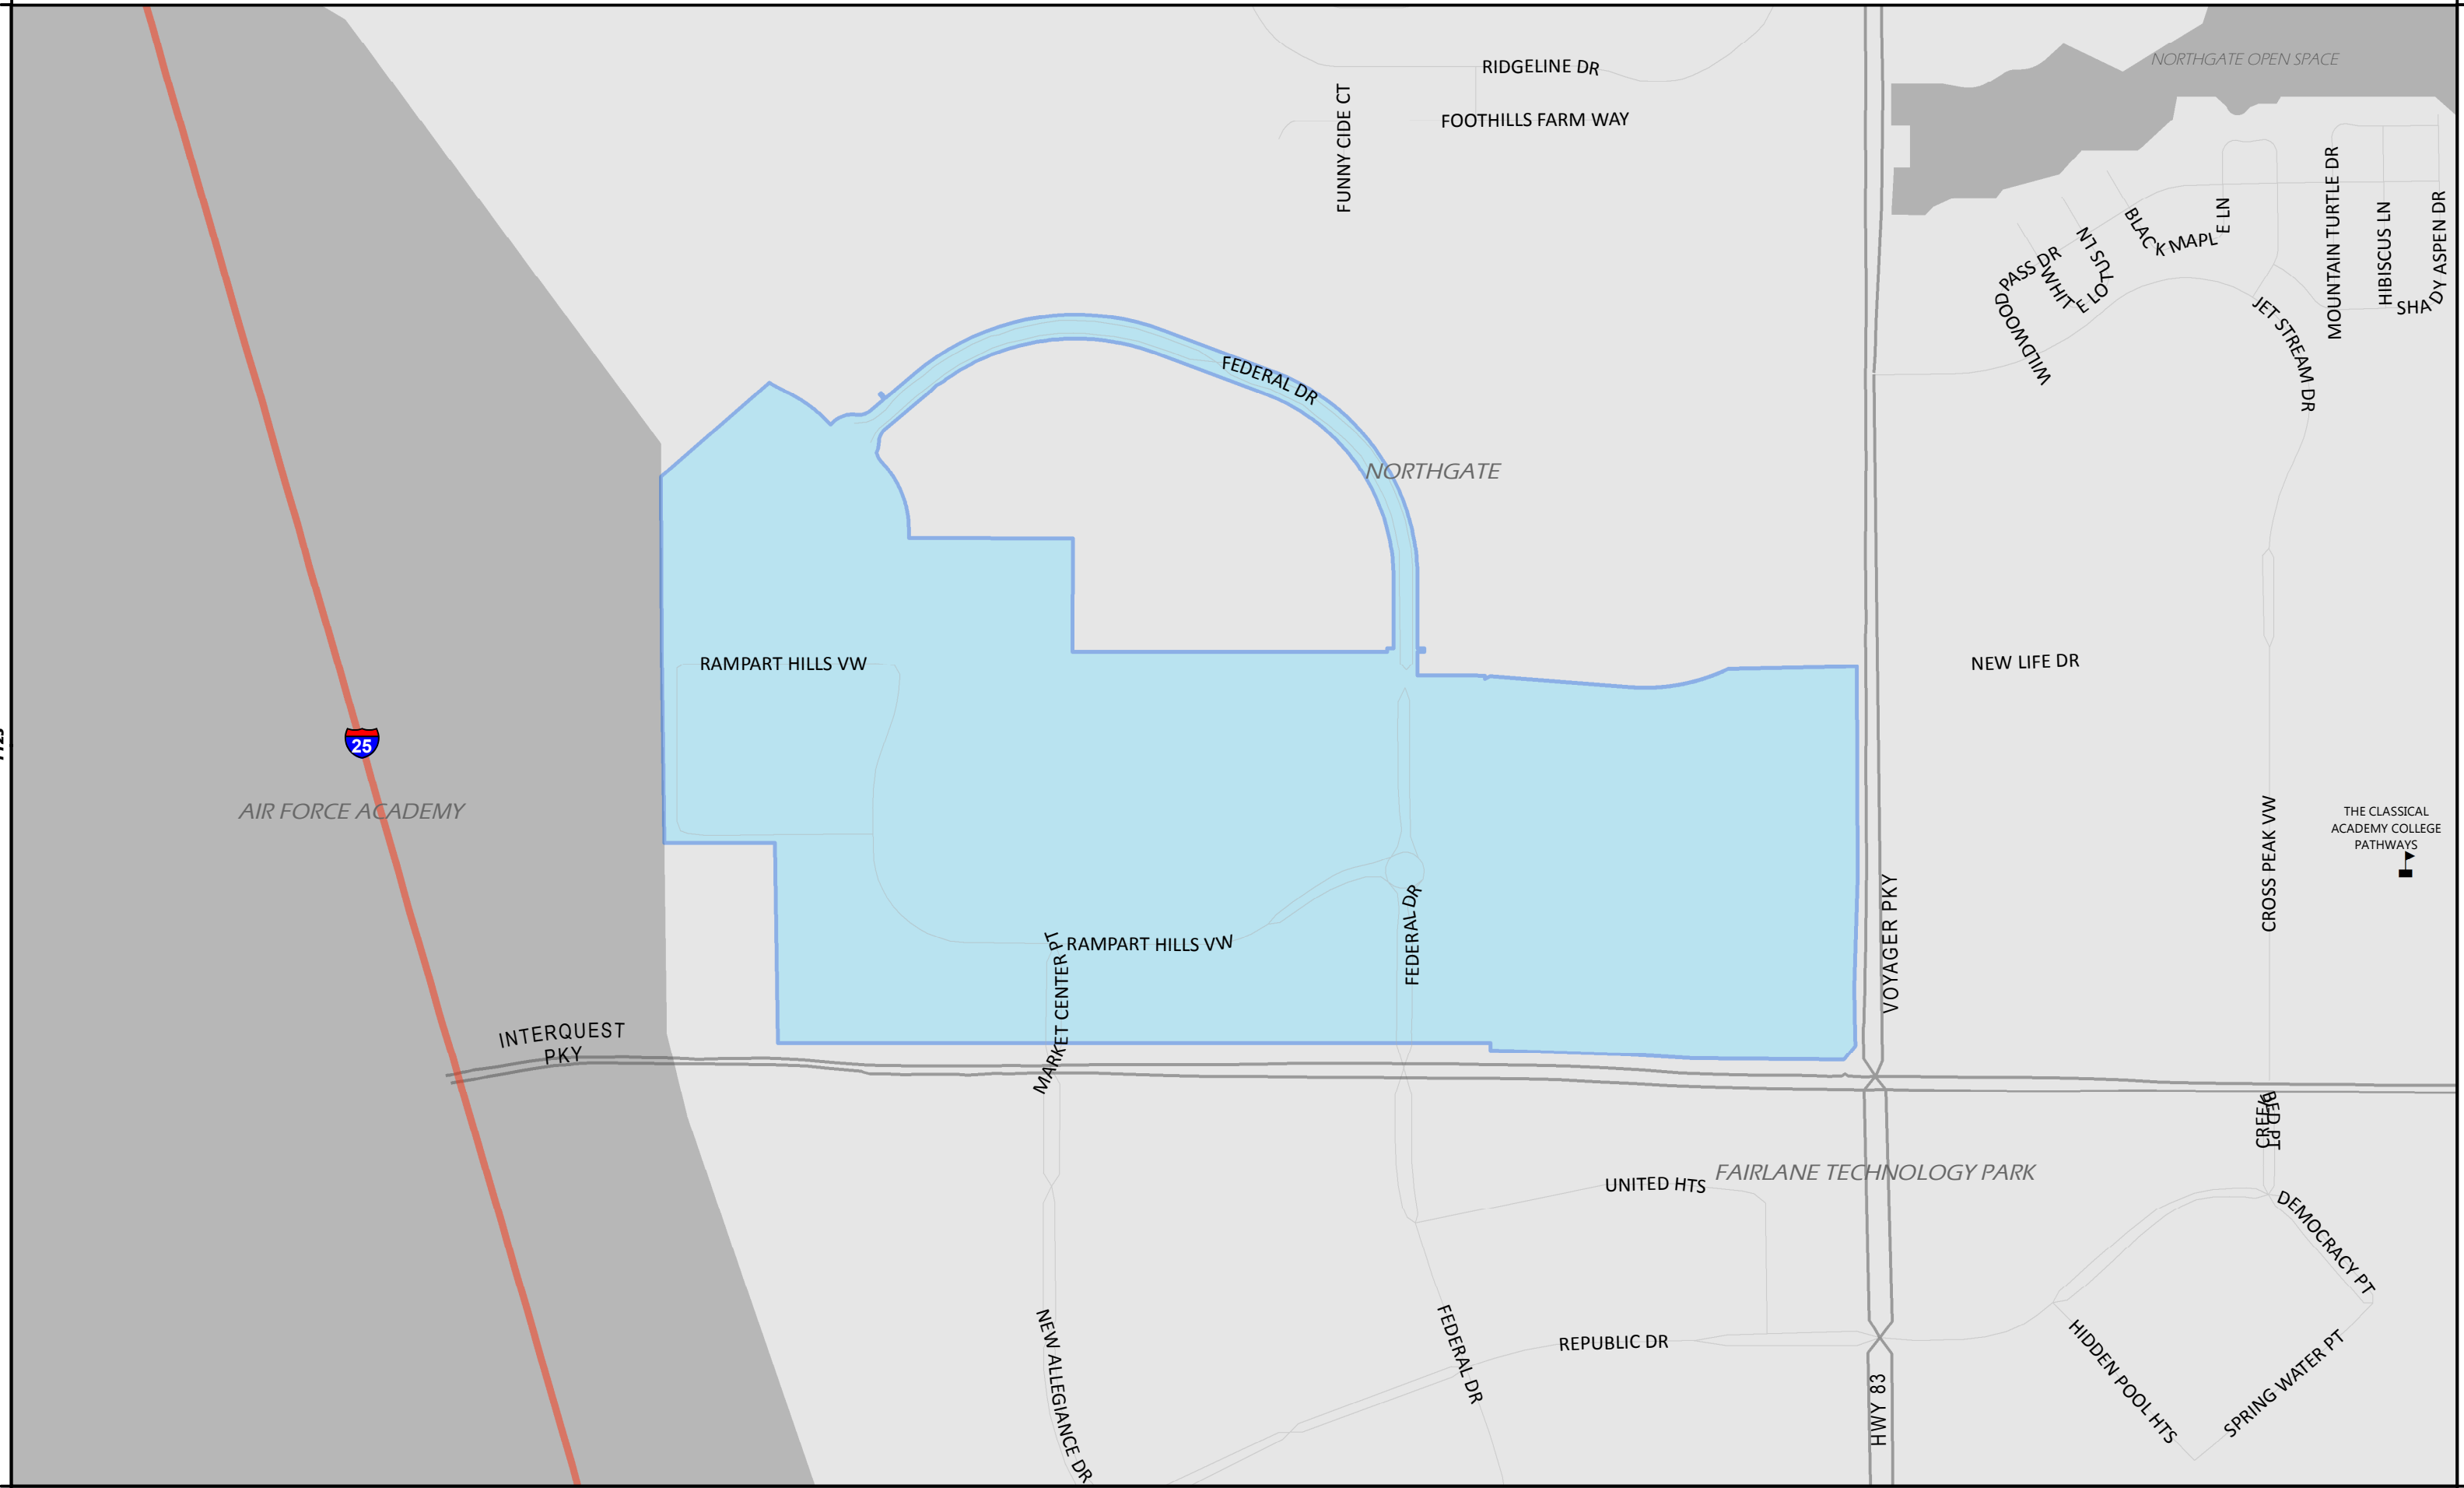 NORTHGATE OPEN SPACE
RIDGELINE DR
FUNNY CIDE CT
FOOTHILLS FARM WAY
MOUNTAIN TURTLE DR
HIBISCUS LN
SHADY ASPEN DR
BLACK MAPLE LN
WHITE LOTUS LN
WILDWOOD PASS DR
JET STREAM DR
FEDERAL DR
NORTHGATE
RAMPART HILLS VW
NEW LIFE DR
25
AIR FORCE ACADEMY
THE CLASSICAL
ACADEMY COLLEGE
PATHWAYS
CROSS PEAK VW
VOYAGER PKY
FEDERAL DR
RAMPART HILLS VW
MARKET CENTER PT
INTERQUEST
PKY
CREEK
BED PT
FAIRLANE TECHNOLOGY PARK
UNITED HTS
DEMOCRACY PT
NEW ALLEGIANCE DR
FEDERAL DR
REPUBLIC DR
HWY 83
HIDDEN POOL HTS
SPRING WATER PT